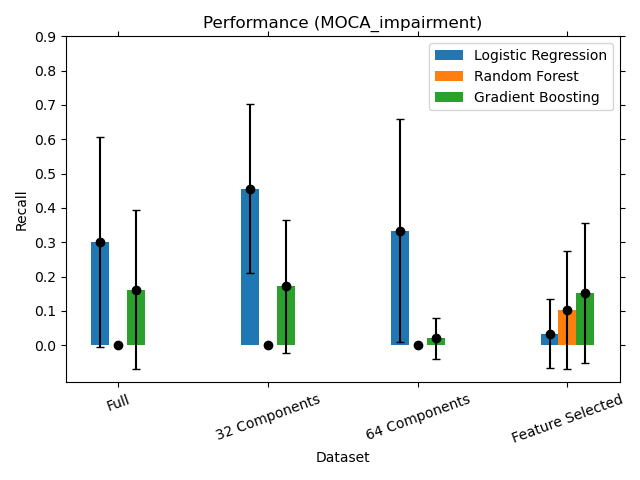 Performance (MOCA_impairment)
0.9
0.8
0.7
0.6
0.5
0.4
0.3
0.2
0.1
0.0
Recall
Logistic Regression
Random Forest
Gradient Boosting
Full
32 Components
64 Components
Feature Selected
Dataset